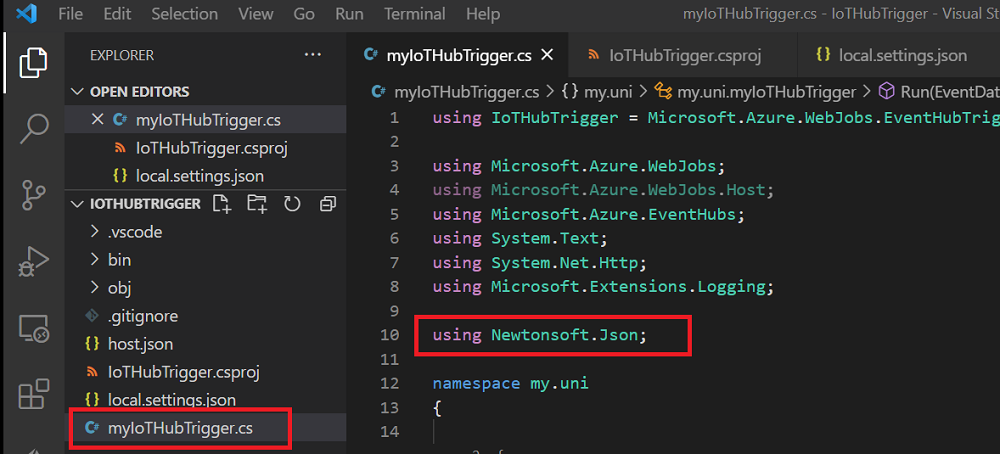 File Edit View Go Run Terminal Help myIoTHubTrigger.cs - IoTHubTrigger - Visual St
EXPLORER ...
OPEN EDITORS
myIoTHubTrigger.cs
IoTHubTrigger.csproj
{} local.settings.json
IOTHUBTRIGGER
.vscode
bin
obj
.gitignore
{} host.json
IoTHubTrigger.csproj
{} local.settings.json
C# myIoTHubTrigger.cs
C# myIoTHubTrigger.cs IoTHubTrigger.csproj {} local.settings.json
C# myIoTHubTrigger.cs > {} my.uni > my.uni.myIoTHubTrigger > Run(EventDat
1 using IoTHubTrigger = Microsoft.Azure.WebJobs.EventHubTrig
2
3 using Microsoft.Azure.WebJobs;
4 using Microsoft.Azure.WebJobs.Host;
5 using Microsoft.Azure.EventHubs;
6 using System.Text;
7 using System.Net.Http;
8 using Microsoft.Extensions.Logging;
9
10 using Newtonsoft.Json;
11
12 namespace my.uni
13 {
14